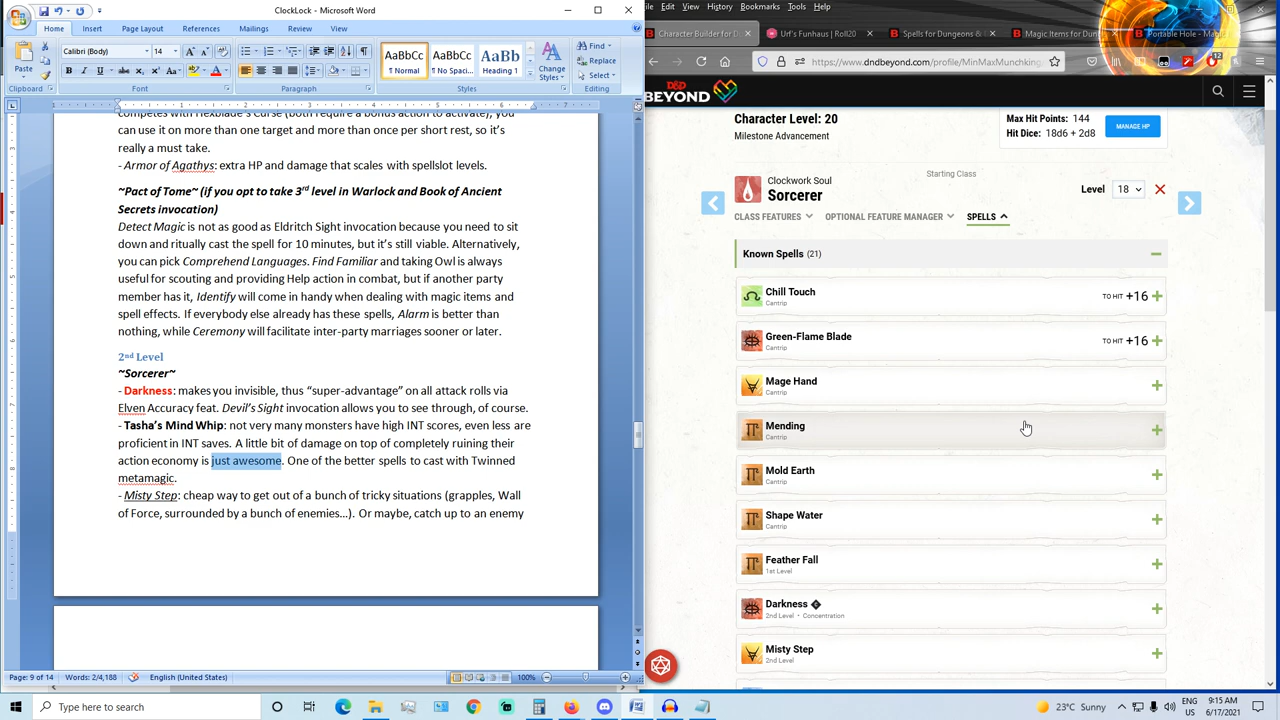 ClockLock - Microsoft Word
Home Insert Page Layout References Mailings Review View
Paste
Calibri (Body) 14
AaBbCc AaBbCc AaBb
¶ Normal ¶ No Spaci... Heading 1
Change Styles
Find
Replace
Select
Clipboard Font Paragraph Styles Editing
competes with Hexblade's Curse (both require a bonus action to activate), you
can use it on more than one target and more than once per short rest, so it's
really a must take.
- Armor of Agathys: extra HP and damage that scales with spellslot levels.
~Pact of Tome~ (if you opt to take 3rd level in Warlock and Book of Ancient
Secrets invocation)
Detect Magic is not as good as Eldritch Sight invocation because you need to sit
down and ritually cast the spell for 10 minutes, but it's still viable. Alternatively,
you can pick Comprehend Languages. Find Familiar and taking Owl is always
useful for scouting and providing Help action in combat, but if another party
member has it, Identify will come in handy when dealing with magic items and
spell effects. If everybody else already has these spells, Alarm is better than
nothing, while Ceremony will facilitate inter-party marriages sooner or later.
2nd Level
~Sorcerer~
- Darkness: makes you invisible, thus "super-advantage" on all attack rolls via
Elven Accuracy feat. Devil's Sight invocation allows you to see through, of course.
- Tasha's Mind Whip: not very many monsters have high INT scores, even less are
proficient in INT saves. A little bit of damage on top of completely ruining their
action economy is just awesome. One of the better spells to cast with Twinned
metamagic.
- Misty Step: cheap way to get out of a bunch of tricky situations (grapples, Wall
of Force, surrounded by a bunch of enemies...). Or maybe, catch up to an enemy
Page: 9 of 14 Words: 2/4,188 English (United States) 100%
File Edit View History Bookmarks Tools Help
Character Builder for D Urf's Funhaus | Roll20 Spells for Dungeons & Magic Items for Dun Portable Hole - Magic
https://www.dndbeyond.com/profile/MinMaxMunchking
D&D BEYOND
Character Level: 20
Milestone Advancement
Max Hit Points: 144
Hit Dice: 18d6 + 2d8
MANAGE HP
Starting Class
Clockwork Soul
Sorcerer
Level 18
CLASS FEATURES OPTIONAL FEATURE MANAGER SPELLS
Known Spells (21)
Chill Touch
Cantrip
TO HIT +16
Green-Flame Blade
Cantrip
TO HIT +16
Mage Hand
Cantrip
Mending
Cantrip
Mold Earth
Cantrip
Shape Water
Cantrip
Feather Fall
1st Level
Darkness
2nd Level • Concentration
Misty Step
2nd Level
Type here to search
23°C Sunny
ENG
US
9:15 AM
6/17/2021